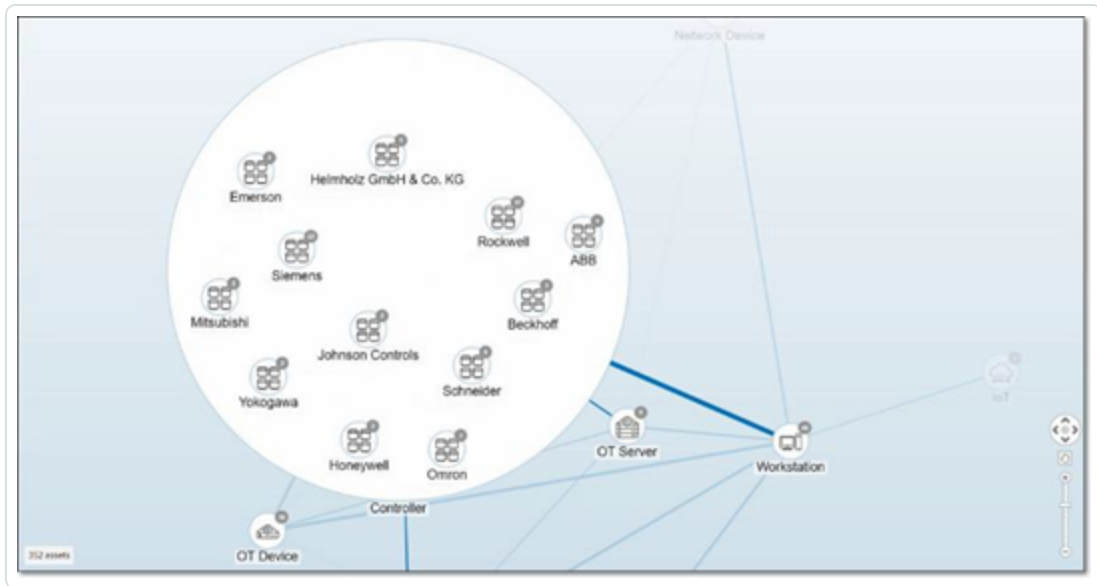 Network Device
Helmholz GmbH & Co. KG
Emerson
Rockwell
ABB
Siemens
Mitsubishi
Beckhoff
Johnson Controls
Schneider
Yokogawa
IoT
Honeywell
Omron
OT Server
Workstation
Controller
OT Device
352 assets